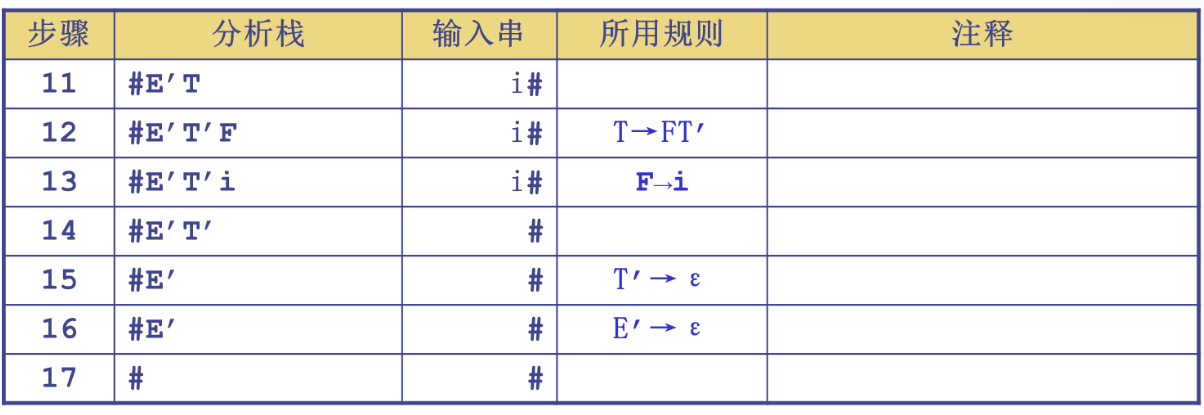 步骤 分析栈 输入串 所用规则 注释
11 #E′T i#
12 #E′T′F i# T→FT′
13 #E′T′i i# F→i
14 #E′T′ #
15 #E′ # T′→ ε
16 #E′ # E′→ ε
17 # #